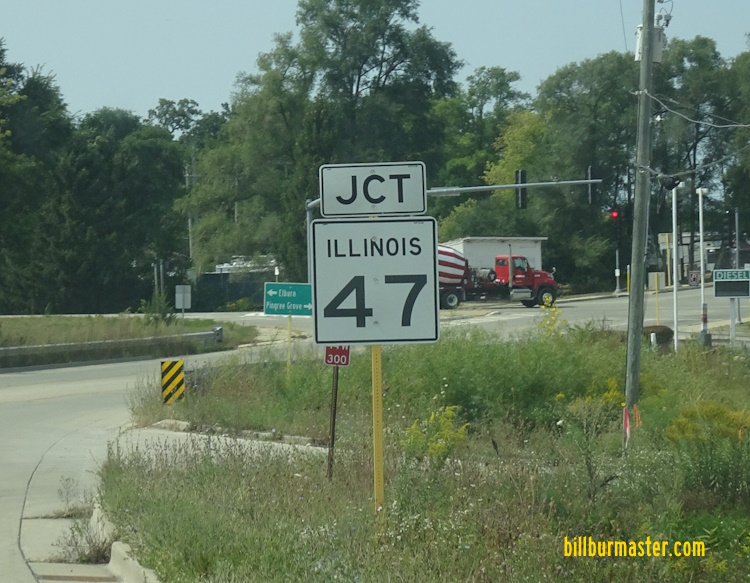 JCT
ILLINOIS
47
← Elburn
Pingree Grove →
300
DIESEL
billburmaster.com